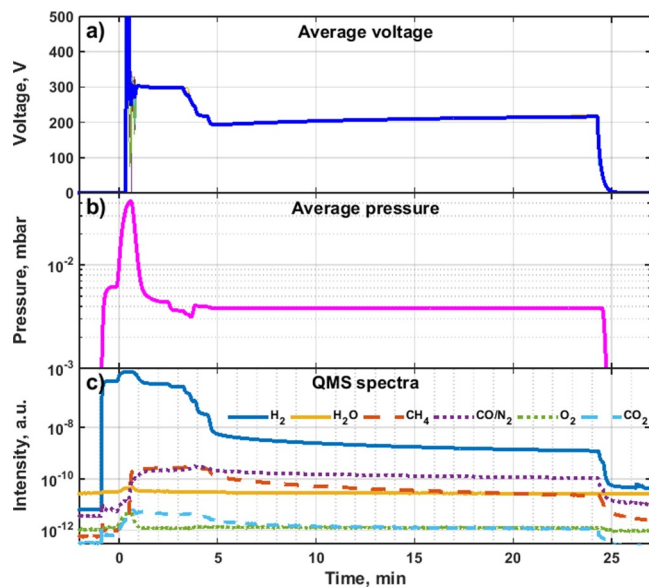 a) Average voltage
500
400
300
200
100
0
Voltage, V
b) Average pressure
10⁻²
10⁻³
Pressure, mbar
c) QMS spectra
H₂ H₂O CH₄ CO/N₂ O₂ CO₂
10⁻⁸
10⁻¹⁰
10⁻¹²
Intensity, a.u.
0 5 10 15 20 25
Time, min